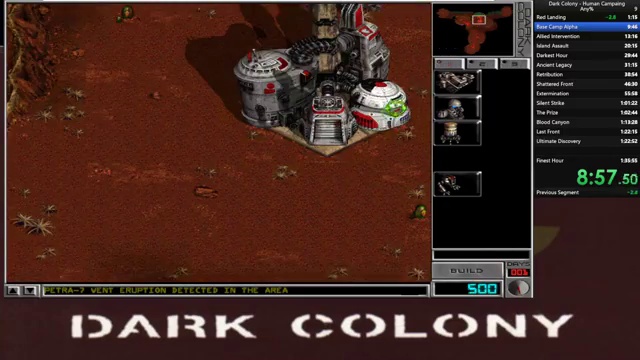 Dark Colony - Human Campaing
Any%
9
Red Landing -2.8 1:15
Base Camp Alpha 9:46
Allied Intervention 13:16
Island Assault 20:15
Darkest Hour 29:44
Ancient Legacy 31:15
Retribution 38:54
Shattered Front 46:30
Extermination 55:58
Silent Strike 1:01:22
The Prize 1:02:44
Blood Canyon 1:13:28
Last Front 1:22:15
Ultimate Discovery 1:22:52
Finest Hour 1:35:55
8:57.50
Previous Segment -2.8
DARK COLONY
BUILD
DAYS
001
500
PETRA-7 VENT ERUPTION DETECTED IN THE AREA
DARK COLONY